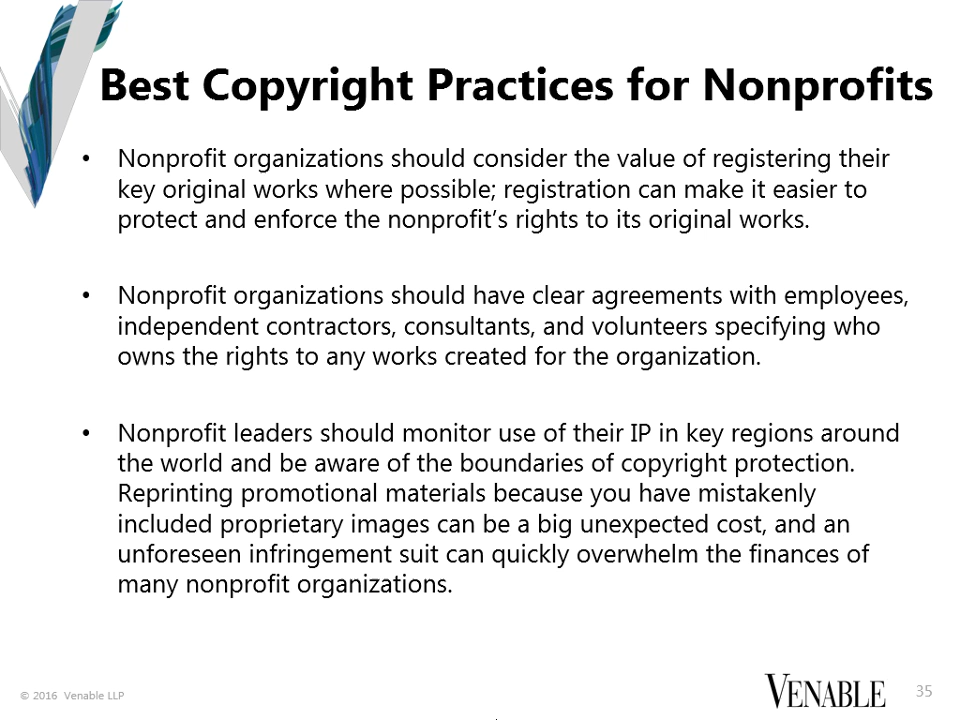 Best Copyright Practices for Nonprofits
• Nonprofit organizations should consider the value of registering their
key original works where possible; registration can make it easier to
protect and enforce the nonprofit’s rights to its original works.
• Nonprofit organizations should have clear agreements with employees,
independent contractors, consultants, and volunteers specifying who
owns the rights to any works created for the organization.
• Nonprofit leaders should monitor use of their IP in key regions around
the world and be aware of the boundaries of copyright protection.
Reprinting promotional materials because you have mistakenly
included proprietary images can be a big unexpected cost, and an
unforeseen infringement suit can quickly overwhelm the finances of
many nonprofit organizations.
© 2016 Venable LLP
VENABLE
35